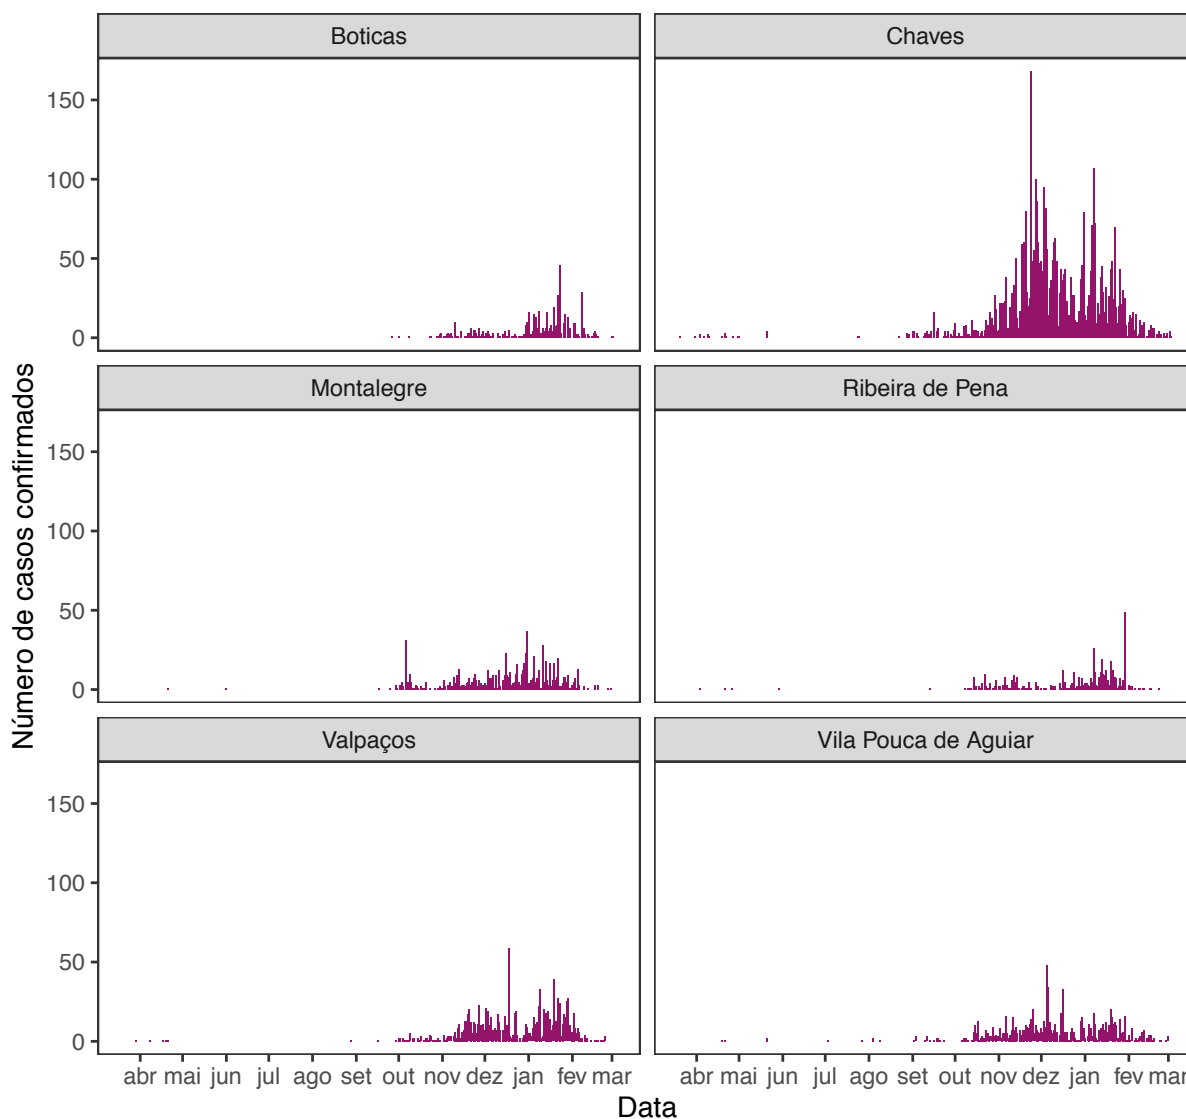 Boticas
Chaves
150
100
50
0
Montalegre
Ribeira de Pena
150
100
50
0
Valpaços
Vila Pouca de Aguiar
150
100
50
0
abr mai jun jul ago set out nov dez jan fev mar
abr mai jun jul ago set out nov dez jan fev mar
Data
Número de casos confirmados